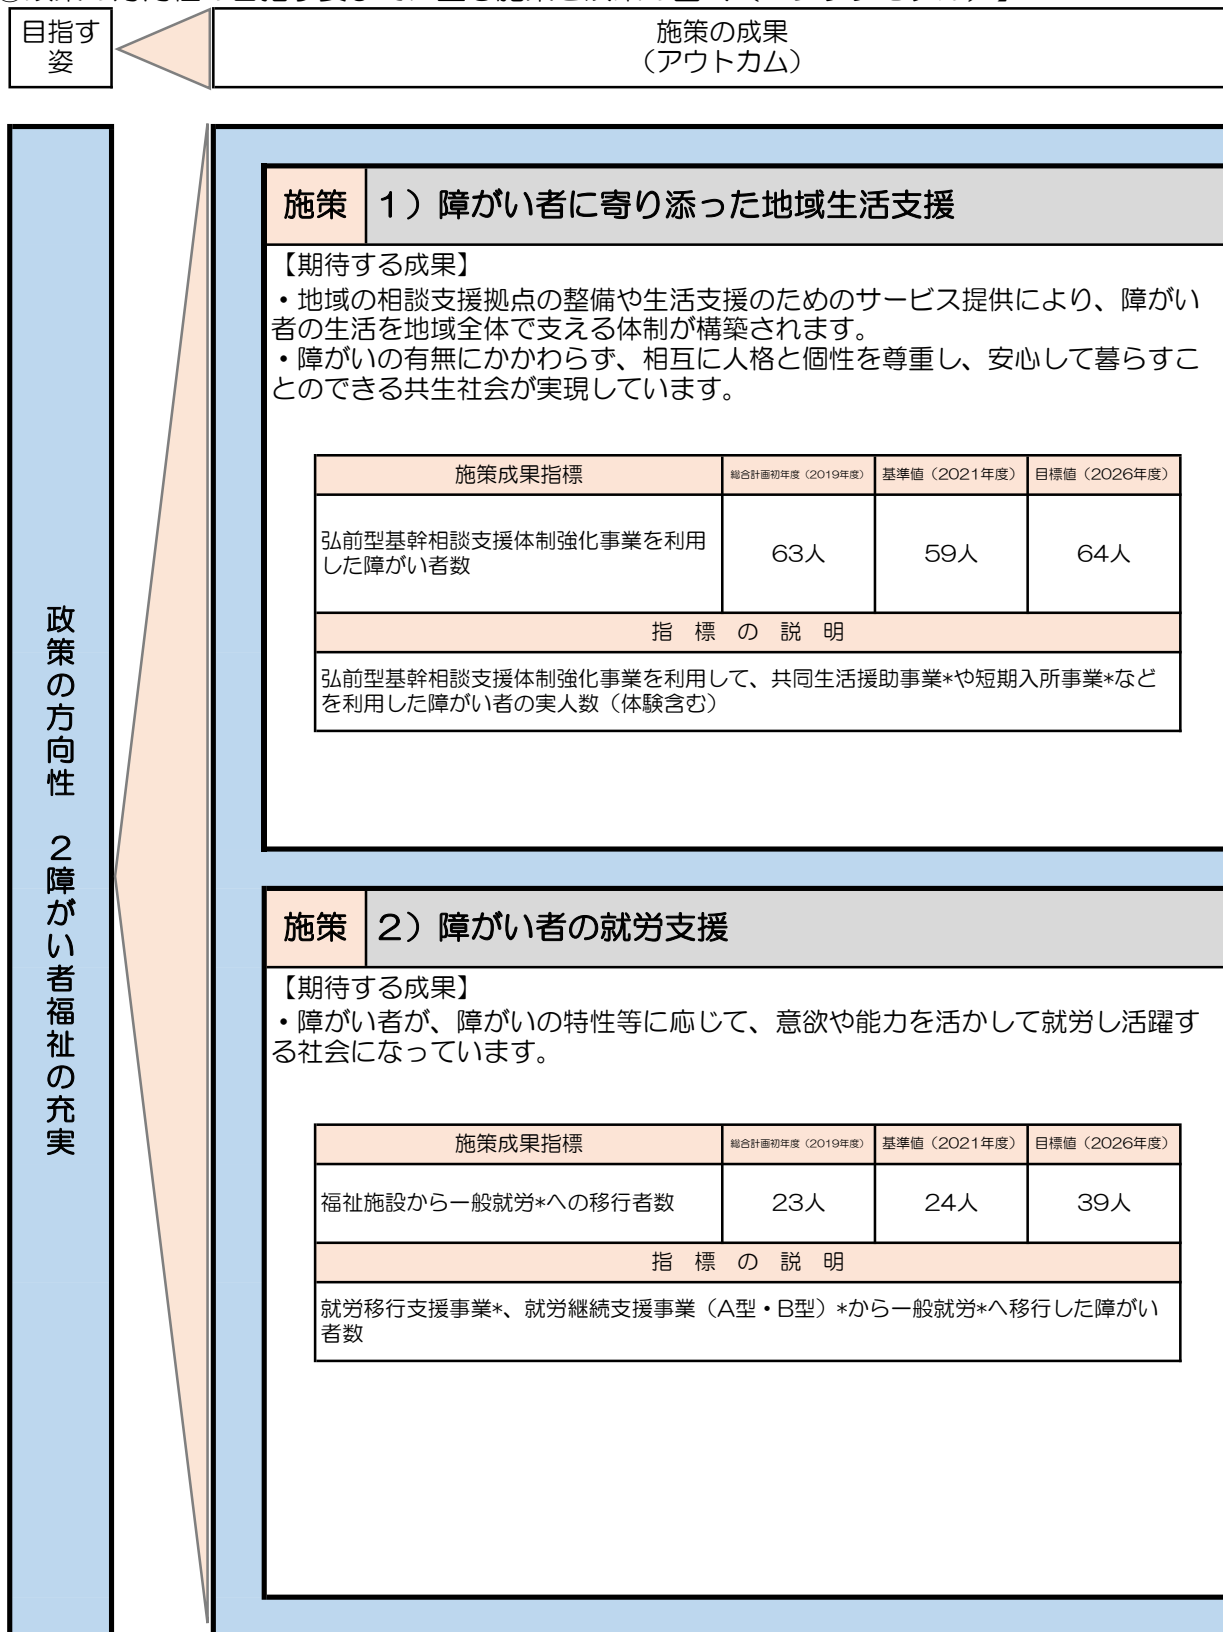 目指す
姿
施策の成果
（アウトカム）
政策の方向性　２障がい者福祉の充実
施策
１）障がい者に寄り添った地域生活支援
【期待する成果】
・地域の相談支援拠点の整備や生活支援のためのサービス提供により、障がい
者の生活を地域全体で支える体制が構築されます。
・障がいの有無にかかわらず、相互に人格と個性を尊重し、安心して暮らすこ
とのできる共生社会が実現しています。
施策成果指標
総合計画初年度（2019年度）
基準値（2021年度）
目標値（2026年度）
弘前型基幹相談支援体制強化事業を利用
した障がい者数
63人
59人
64人
指　標　の　説　明
弘前型基幹相談支援体制強化事業を利用して、共同生活援助事業*や短期入所事業*など
を利用した障がい者の実人数（体験含む）
施策
２）障がい者の就労支援
【期待する成果】
・障がい者が、障がいの特性等に応じて、意欲や能力を活かして就労し活躍す
る社会になっています。
施策成果指標
総合計画初年度（2019年度）
基準値（2021年度）
目標値（2026年度）
福祉施設から一般就労*への移行者数
23人
24人
39人
指　標　の　説　明
就労移行支援事業*、就労継続支援事業（A型・B型）*から一般就労*へ移行した障がい
者数